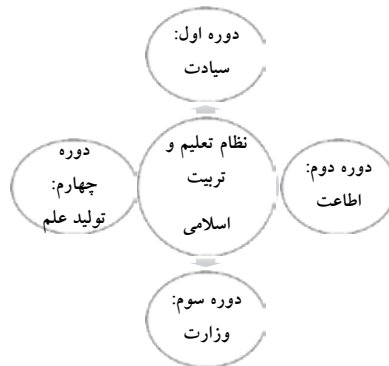 دوره اول:
سیادت
نظام تعلیم و
تربیت
اسلامی
دوره دوم:
اطاعت
دوره سوم:
وزارت
دوره
چهارم:
تولید علم